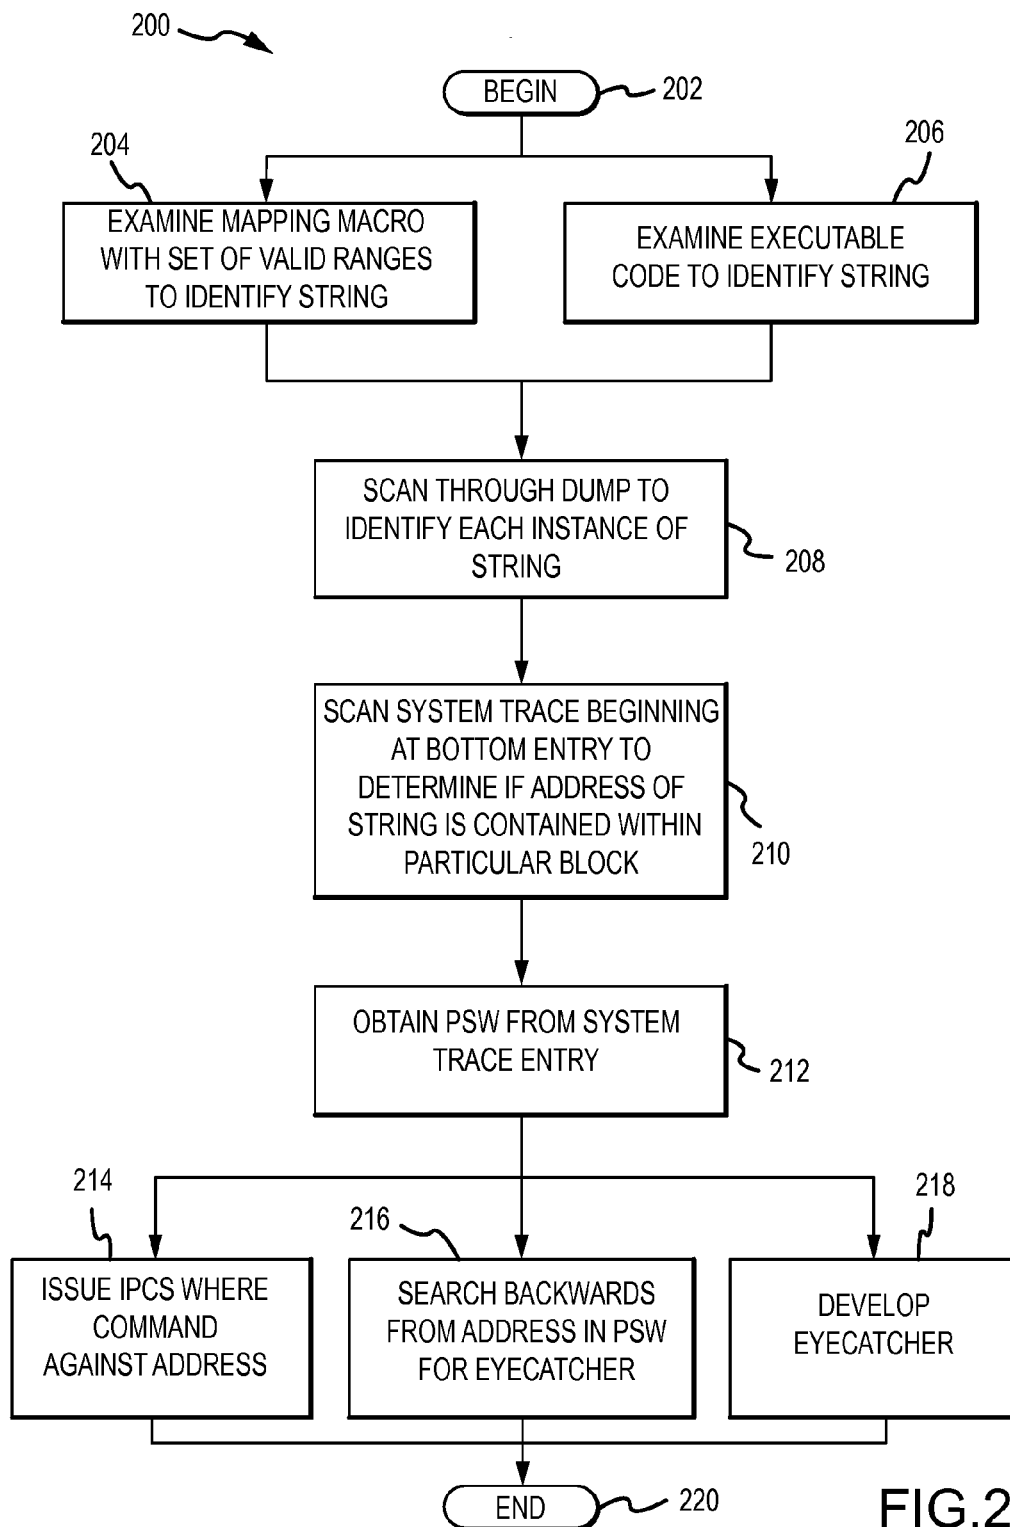 200
BEGIN
202
204
206
EXAMINE MAPPING MACRO
WITH SET OF VALID RANGES
TO IDENTIFY STRING
EXAMINE EXECUTABLE
CODE TO IDENTIFY STRING
SCAN THROUGH DUMP TO
IDENTIFY EACH INSTANCE OF
STRING
208
SCAN SYSTEM TRACE BEGINNING
AT BOTTOM ENTRY TO
DETERMINE IF ADDRESS OF
STRING IS CONTAINED WITHIN
PARTICULAR BLOCK
210
OBTAIN PSW FROM SYSTEM
TRACE ENTRY
212
214
216
218
ISSUE IPCS WHERE
COMMAND
AGAINST ADDRESS
SEARCH BACKWARDS
FROM ADDRESS IN PSW
FOR EYECATCHER
DEVELOP
EYECATCHER
END
220
FIG.2